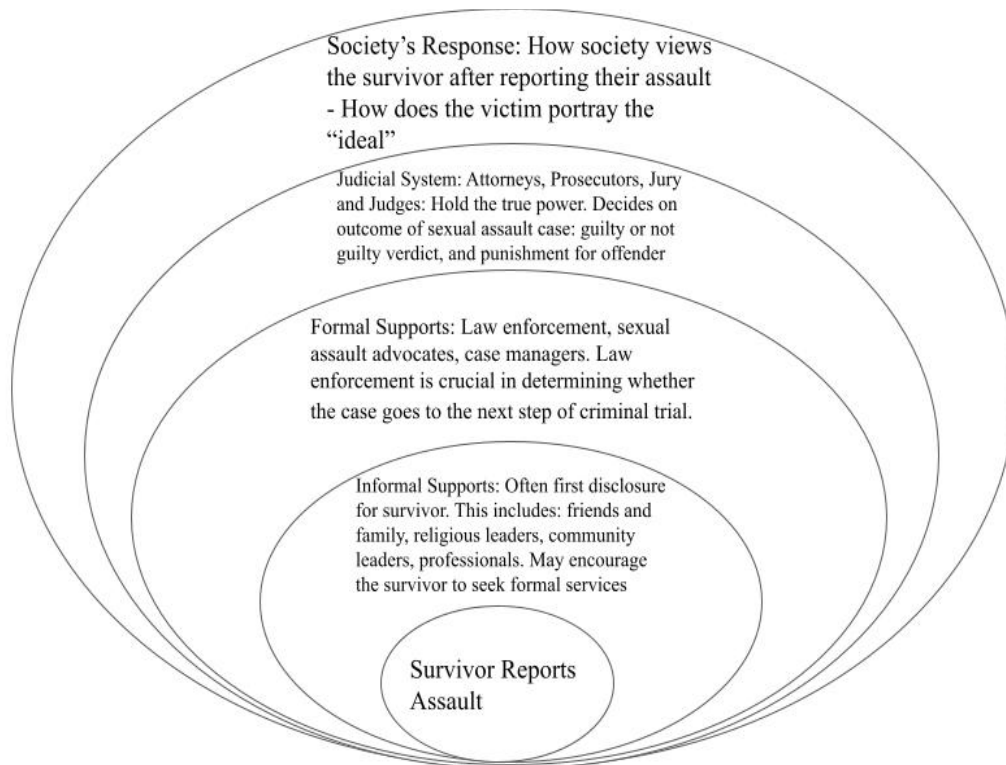 Society’s Response: How society views
the survivor after reporting their assault
- How does the victim portray the
“ideal”
Judicial System: Attorneys, Prosecutors, Jury
and Judges: Hold the true power. Decides on
outcome of sexual assault case: guilty or not
guilty verdict, and punishment for offender
Formal Supports: Law enforcement, sexual
assault advocates, case managers. Law
enforcement is crucial in determining whether
the case goes to the next step of criminal trial.
Informal Supports: Often first disclosure
for survivor. This includes: friends and
family, religious leaders, community
leaders, professionals. May encourage
the survivor to seek formal services
Survivor Reports
Assault